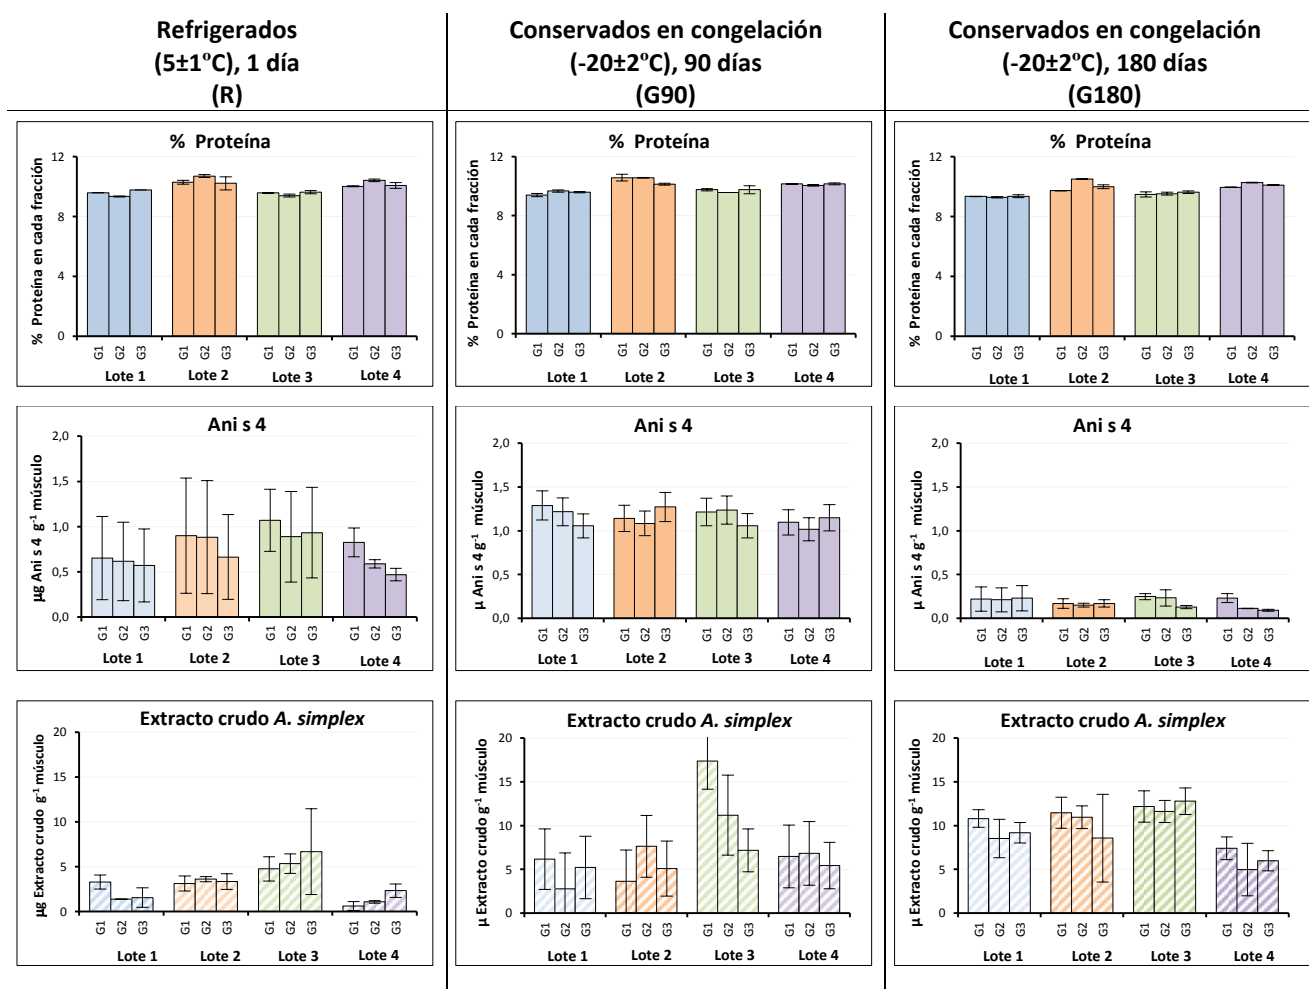 Refrigerados
(5±1ºC), 1 día
(R)
Conservados en congelación
(-20±2ºC), 90 días
(G90)
Conservados en congelación
(-20±2ºC), 180 días
(G180)
% Proteína
% Proteína en cada fracción
12
8
4
0
G1 G2 G3 G1 G2 G3 G1 G2 G3 G1 G2 G3
Lote 1 Lote 2 Lote 3 Lote 4
% Proteína
% Proteína en cada fracción
12
8
4
0
G1 G2 G3 G1 G2 G3 G1 G2 G3 G1 G2 G3
Lote 1 Lote 2 Lote 3 Lote 4
% Proteína
% Proteína en cada fracción
12
8
4
0
G1 G2 G3 G1 G2 G3 G1 G2 G3 G1 G2 G3
Lote 1 Lote 2 Lote 3 Lote 4
Ani s 4
µg Ani s 4 g⁻¹ músculo
2,0
1,5
1,0
0,5
0,0
G1 G2 G3 G1 G2 G3 G1 G2 G3 G1 G2 G3
Lote 1 Lote 2 Lote 3 Lote 4
Ani s 4
µ Ani s 4 g⁻¹ músculo
2,0
1,5
1,0
0,5
0,0
G1 G2 G3 G1 G2 G3 G1 G2 G3 G1 G2 G3
Lote 1 Lote 2 Lote 3 Lote 4
Ani s 4
µ Ani s 4 g⁻¹ músculo
2,0
1,5
1,0
0,5
0,0
G1 G2 G3 G1 G2 G3 G1 G2 G3 G1 G2 G3
Lote 1 Lote 2 Lote 3 Lote 4
Extracto crudo A. simplex
µg Extracto crudo g⁻¹ músculo
20
15
10
5
0
G1 G2 G3 G1 G2 G3 G1 G2 G3 G1 G2 G3
Lote 1 Lote 2 Lote 3 Lote 4
Extracto crudo A. simplex
µ Extracto crudo g⁻¹ músculo
20
15
10
5
0
G1 G2 G3 G1 G2 G3 G1 G2 G3 G1 G2 G3
Lote 1 Lote 2 Lote 3 Lote 4
Extracto crudo A. simplex
µ Extracto crudo g⁻¹ músculo
20
15
10
5
0
G1 G2 G3 G1 G2 G3 G1 G2 G3 G1 G2 G3
Lote 1 Lote 2 Lote 3 Lote 4